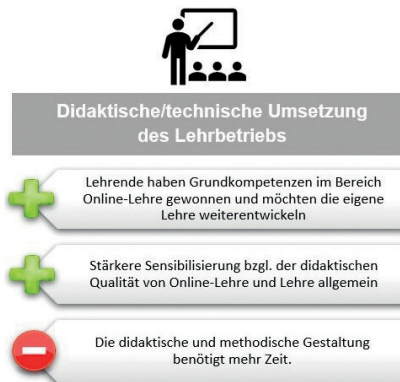 Didaktische/technische Umsetzung
des Lehrbetriebs
Lehrende haben Grundkompetenzen im Bereich
Online-Lehre gewonnen und möchten die eigene
Lehre weiterentwickeln
Stärkere Sensibilisierung bzgl. der didaktischen
Qualität von Online-Lehre und Lehre allgemein
Die didaktische und methodische Gestaltung
benötigt mehr Zeit.